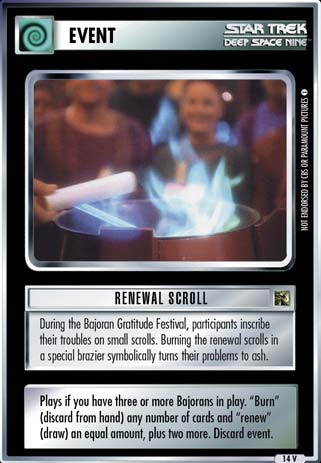 EVENT
STAR TREK
DEEP SPACE NINE™
NOT ENDORSED BY CBS OR PARAMOUNT PICTURES
RENEWAL SCROLL
During the Bajoran Gratitude Festival, participants inscribe
their troubles on small scrolls. Burning the renewal scrolls in
a special brazier symbolically turns their problems to ash.
Plays if you have three or more Bajorans in play. “Burn”
(discard from hand) any number of cards and “renew”
(draw) an equal amount, plus two more. Discard event.
14 V